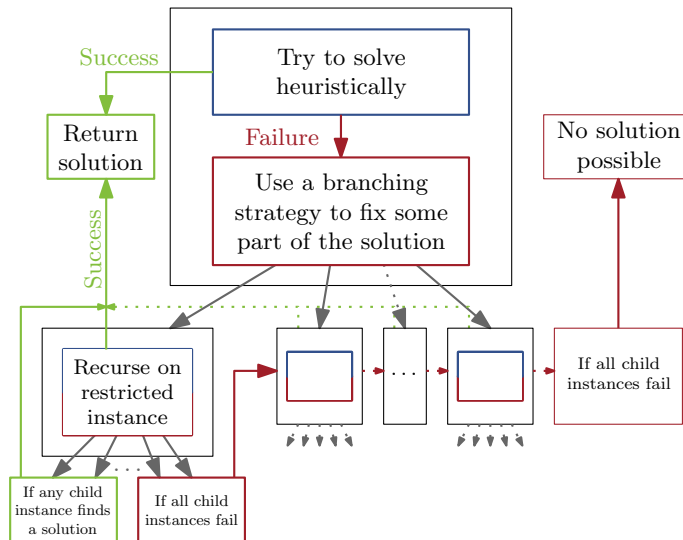 Try to solve
heuristically
Success
Return
solution
Failure
No solution
possible
Use a branching
strategy to fix some
part of the solution
Success
Recurse on
restricted
instance
...
If all child
instances fail
If any child
instance finds
a solution
If all child
instances fail